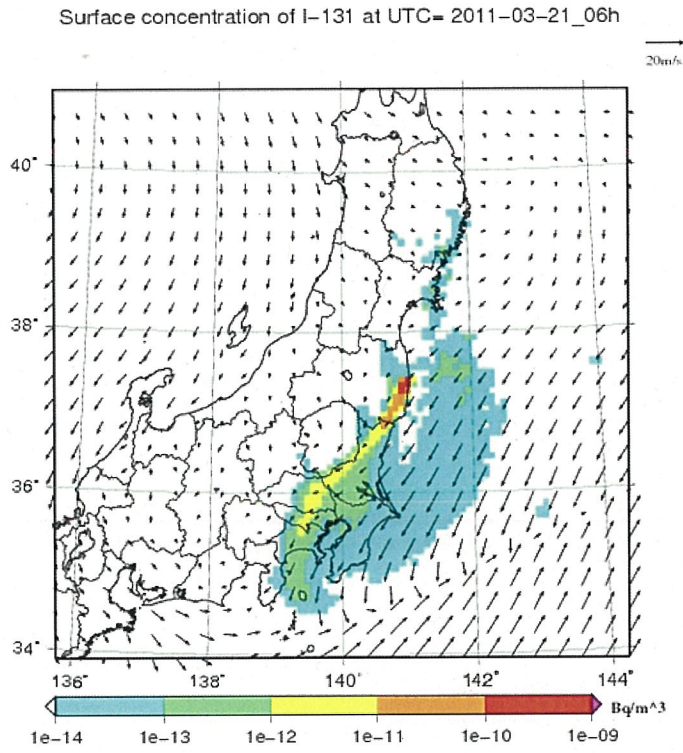 Surface concentration of I-131 at UTC= 2011-03-21_06h
20m/s
40°
38°
36°
34°
136° 138° 140° 142° 144°
Bq/m^3
1e-14 1e-13 1e-12 1e-11 1e-10 1e-09